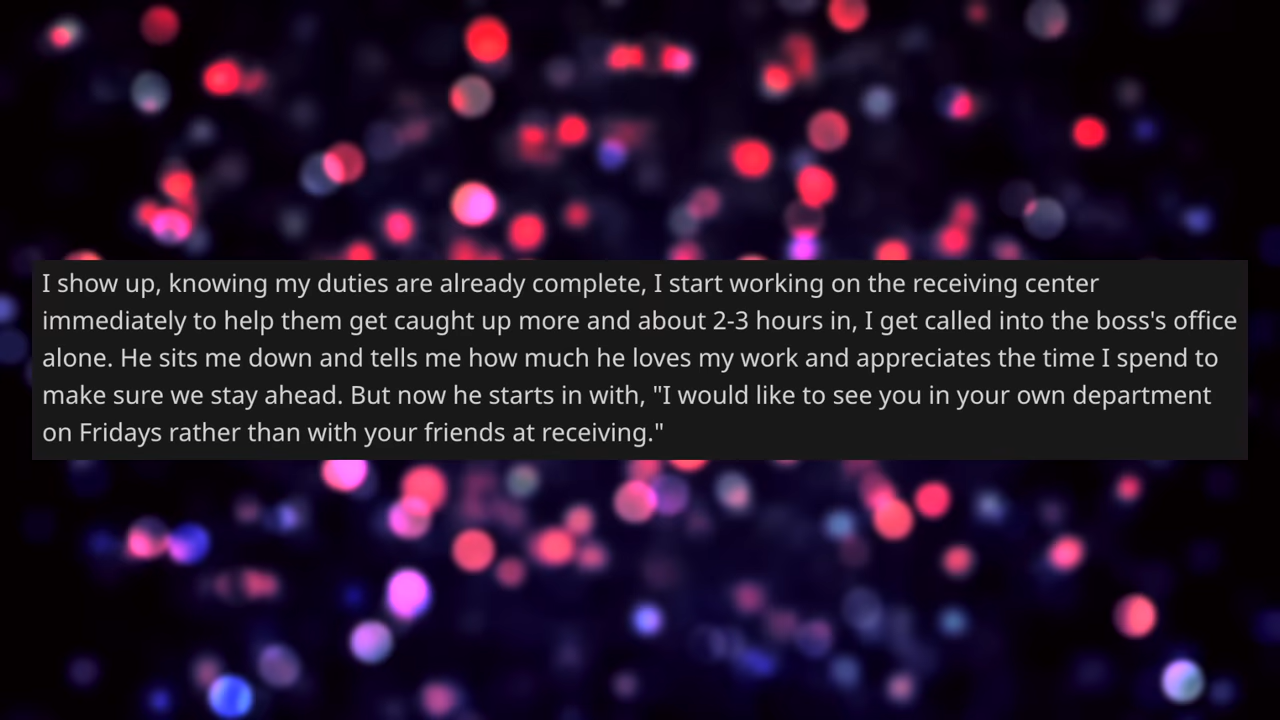 I show up, knowing my duties are already complete, I start working on the receiving center
immediately to help them get caught up more and about 2-3 hours in, I get called into the boss's office
alone. He sits me down and tells me how much he loves my work and appreciates the time I spend to
make sure we stay ahead. But now he starts in with, "I would like to see you in your own department
on Fridays rather than with your friends at receiving."